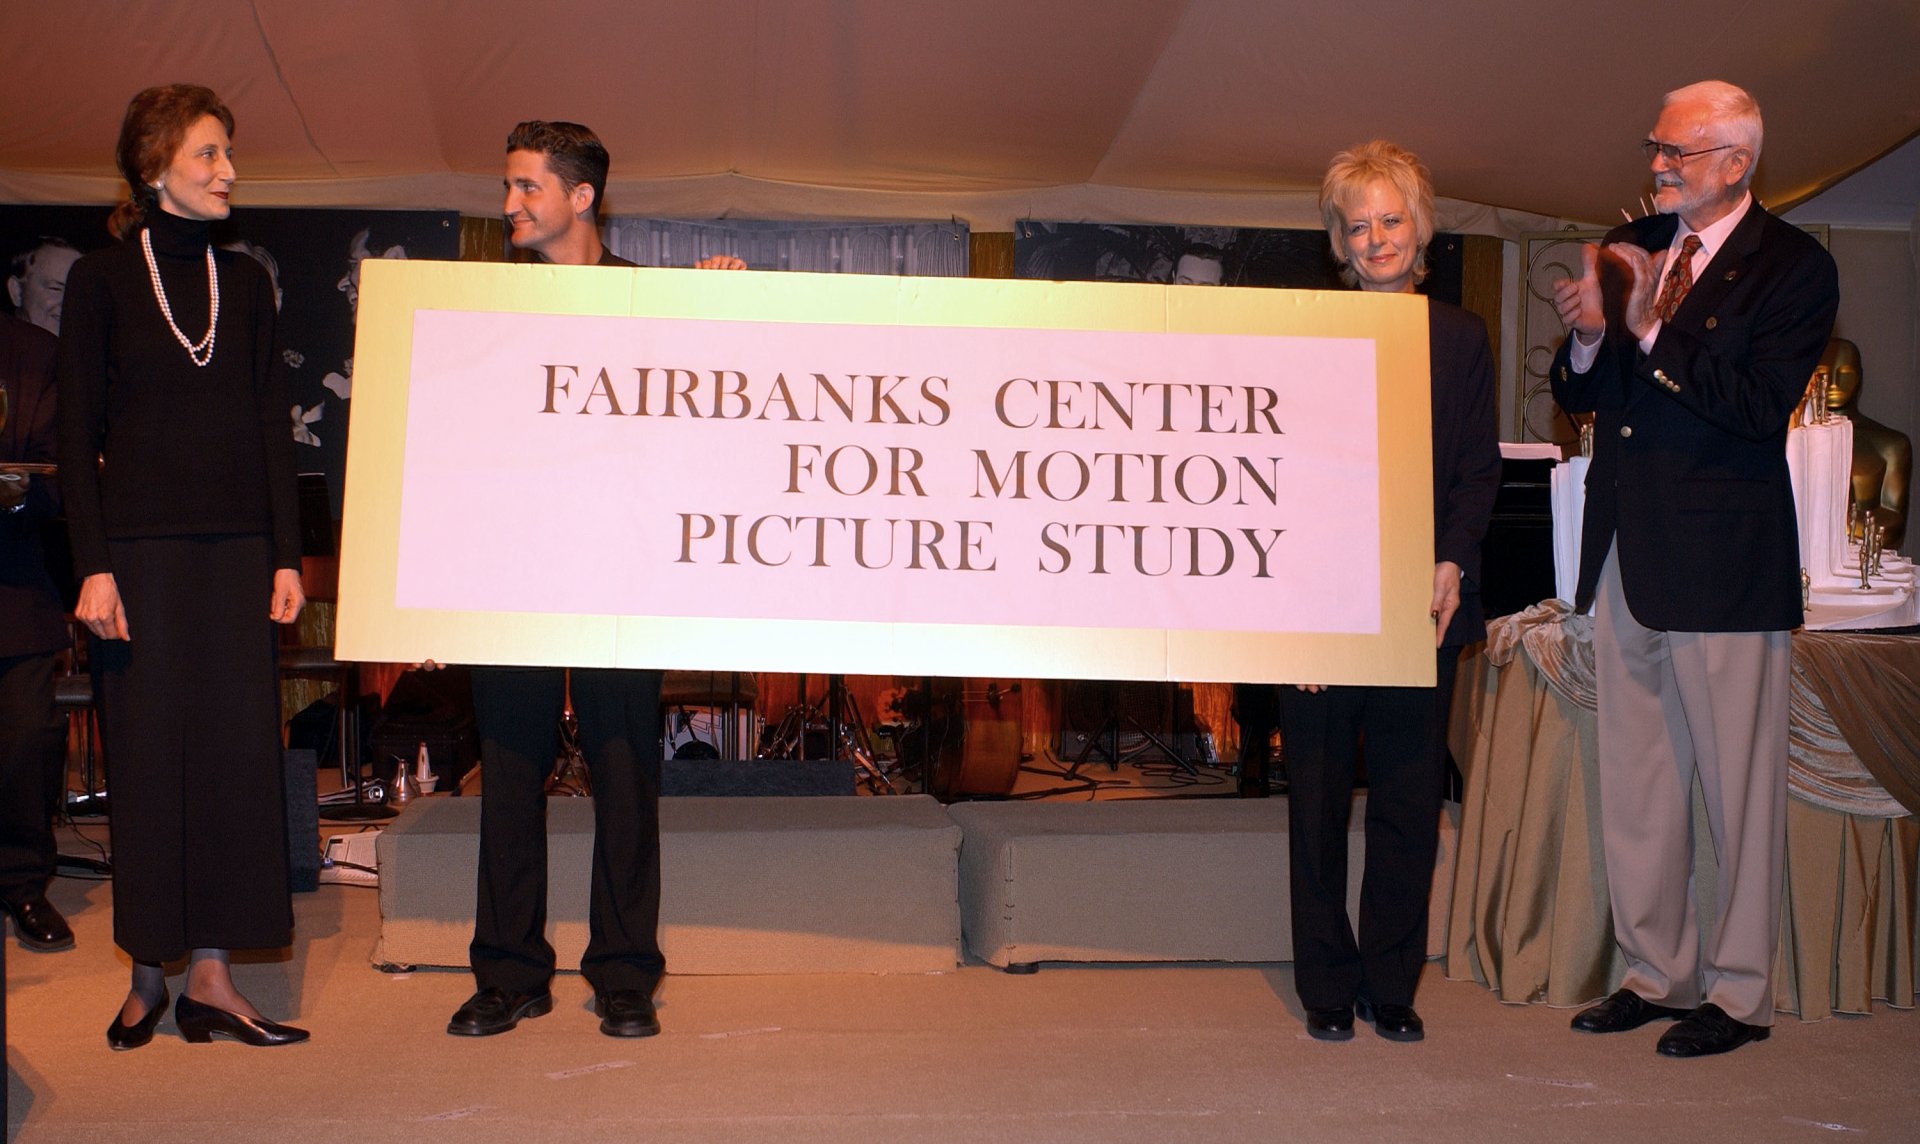 FAIRBANKS CENTER
FOR MOTION
PICTURE STUDY